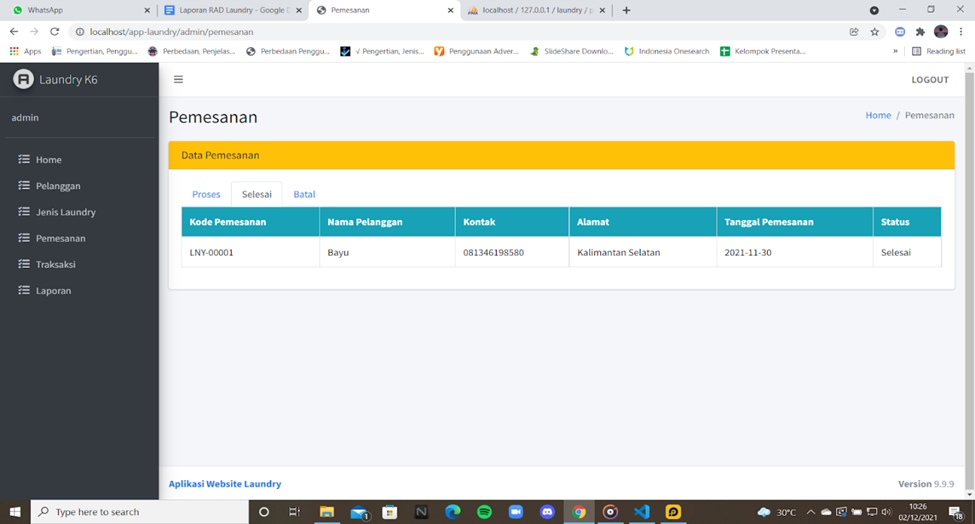 WhatsApp
Laporan RAD Laundry - Google D
Pemesanan
localhost / 127.0.0.1 / laundry / p
localhost/app-laundry/admin/pemesanan
Apps
Pengertian, Penggu...
Perbedaan, Penjelas...
Perbedaan Penggu...
√ Pengertian, Jenis...
Penggunaan Adver...
SlideShare Downlo...
Indonesia Onesearch
Kelompok Presenta...
»
Reading list
Laundry K6
LOGOUT
admin
Pemesanan
Home / Pemesanan
Data Pemesanan
Home
Pelanggan
Jenis Laundry
Pemesanan
Traksaksi
Laporan
Proses
Selesai
Batal
Kode Pemesanan Nama Pelanggan Kontak Alamat Tanggal Pemesanan Status
LNY-00001 Bayu 081346198580 Kalimantan Selatan 2021-11-30 Selesai
Aplikasi Website Laundry
Version 9.9.9
Type here to search
30°C
10:26
02/12/2021
18